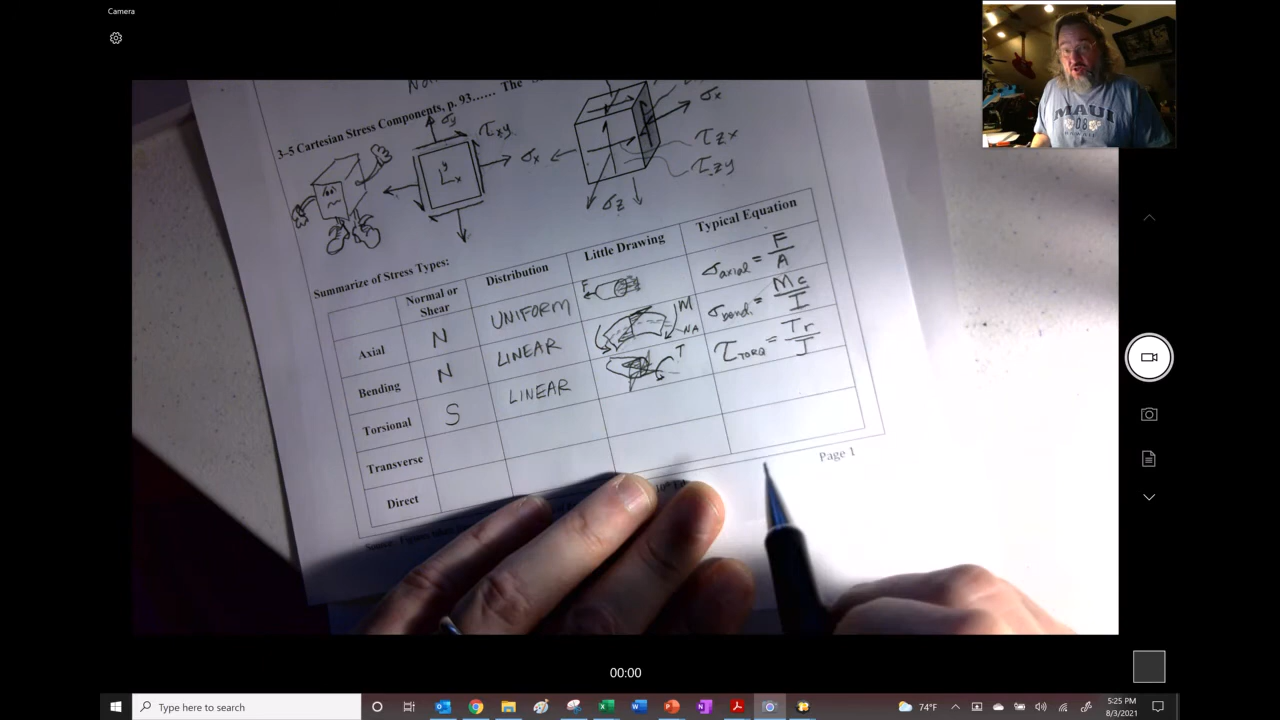 Camera
MAUI
3-5 Cartesian Stress Components, p. 93...... The
σy
τxy
σx
σx
y
x
τzx
τzy
σz
Summarize of Stress Types:
Normal or Shear
Distribution
Little Drawing
Typical Equation
Axial
N
UNIFORM
F
σaxial = F/A
Bending
N
LINEAR
M
NA
σbend. = Mc/I
Torsional
S
LINEAR
T
τTORQ = Tr/J
Transverse
Direct
Page 1
00:00
Type here to search
74°F
5:25 PM
8/3/2021